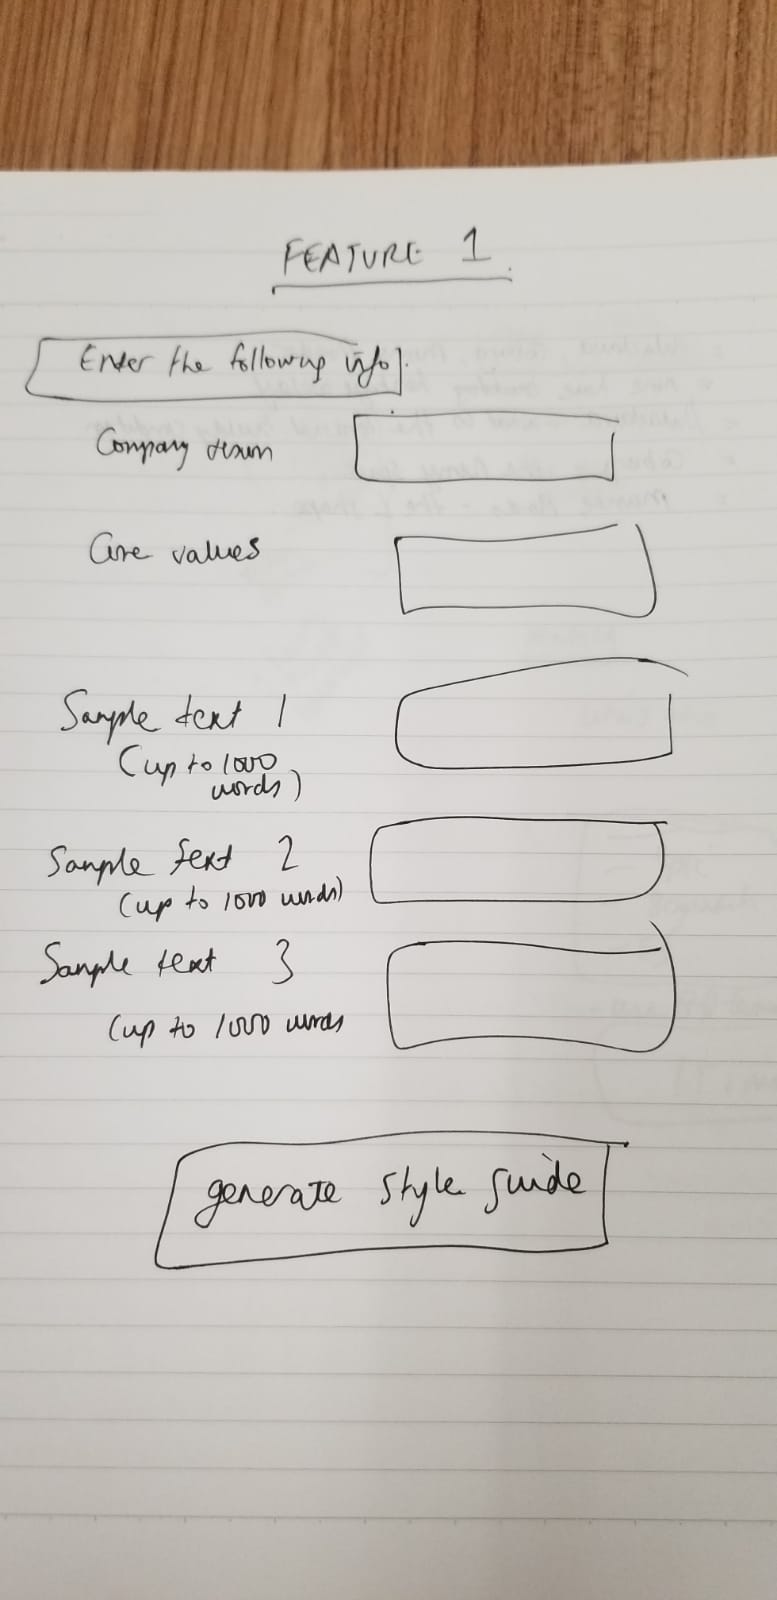 FEATURE 1
Enter the following info.
Company
Core values
Sample text 1
(up to 1000
words)
Sample text 2
(up to 1000 words)
Sample text 3
(up to 1000 words
generate style guide